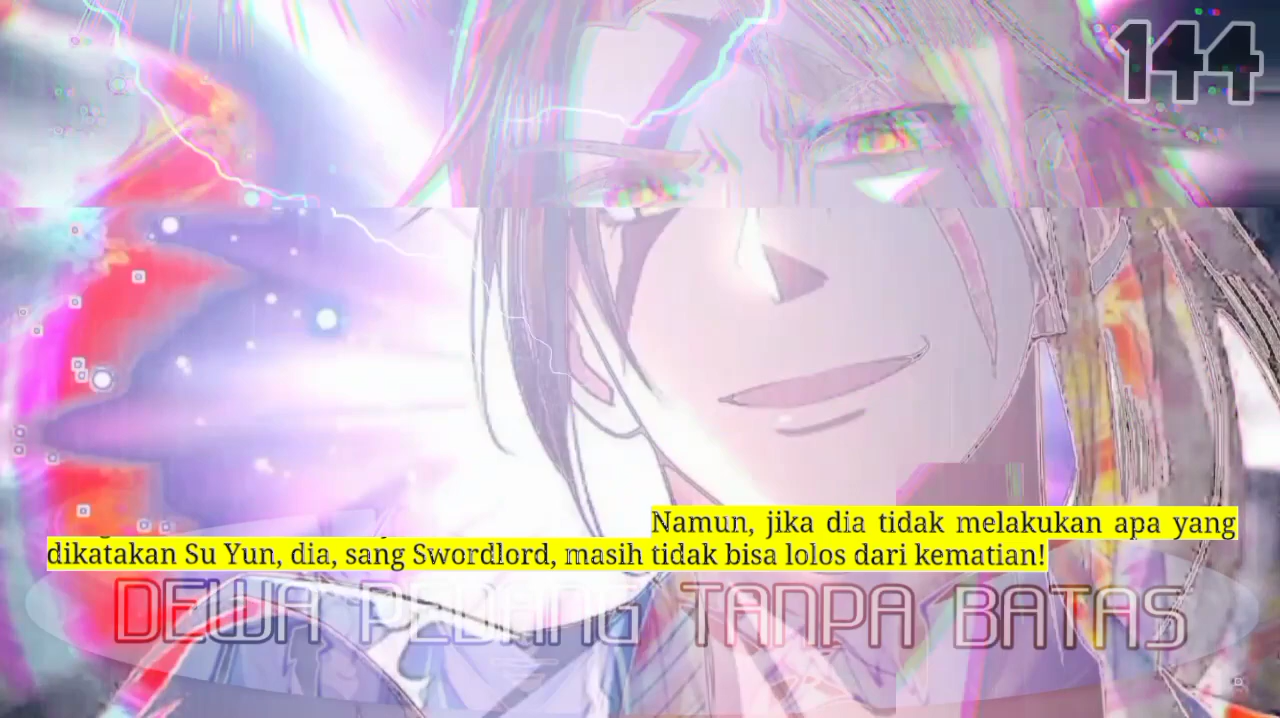 144
Namun, jika dia tidak melakukan apa yang
dikatakan Su Yun, dia, sang Swordlord, masih tidak bisa lolos dari kematian!
DEWA PEDANG TANPA BATAS